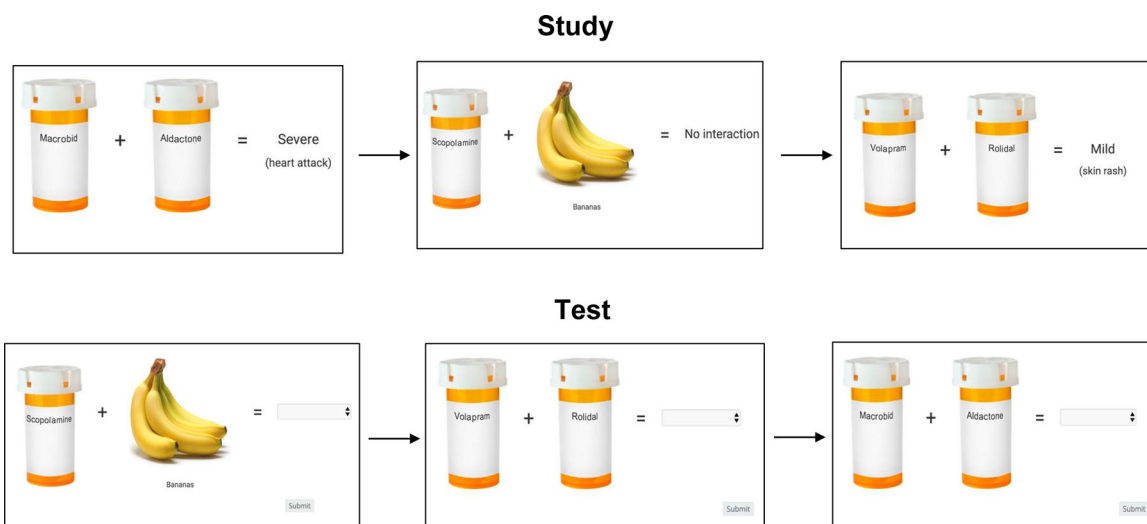 Study
Macrobid + Aldactone = Severe
(heart attack)
Scopolamine + = No interaction
Bananas
Volapram + Rolidal = Mild
(skin rash)
Test
Scopolamine + =
Bananas
Submit
Volapram + Rolidal =
Submit
Macrobid + Aldactone =
Submit